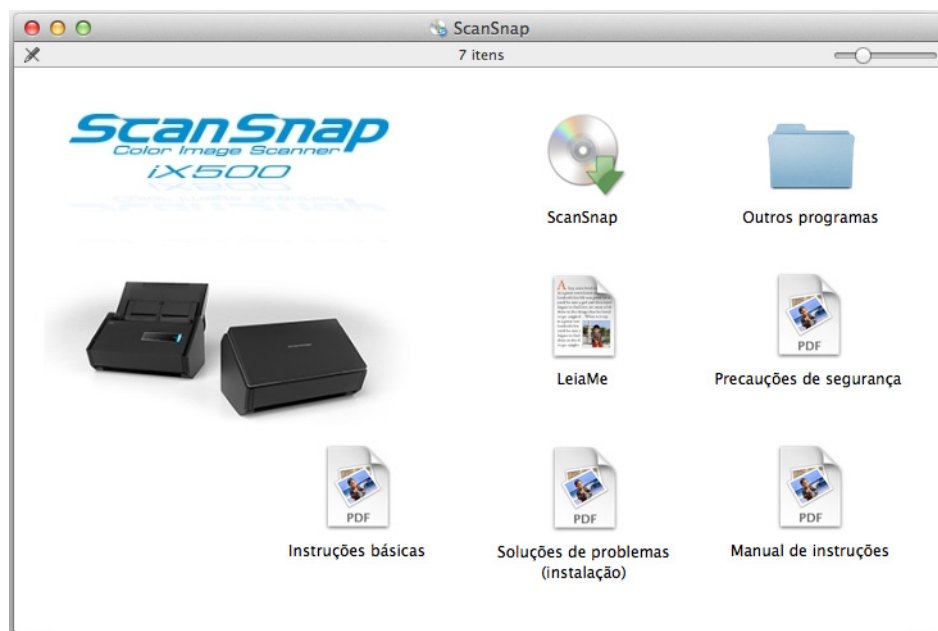 ScanSnap
7 itens
ScanSnap
Color Image Scanner
iX500
ScanSnap
Outros programas
LeiaMe
PDF
Precauções de segurança
PDF
Instruções básicas
PDF
Soluções de problemas
(instalação)
PDF
Manual de instruções